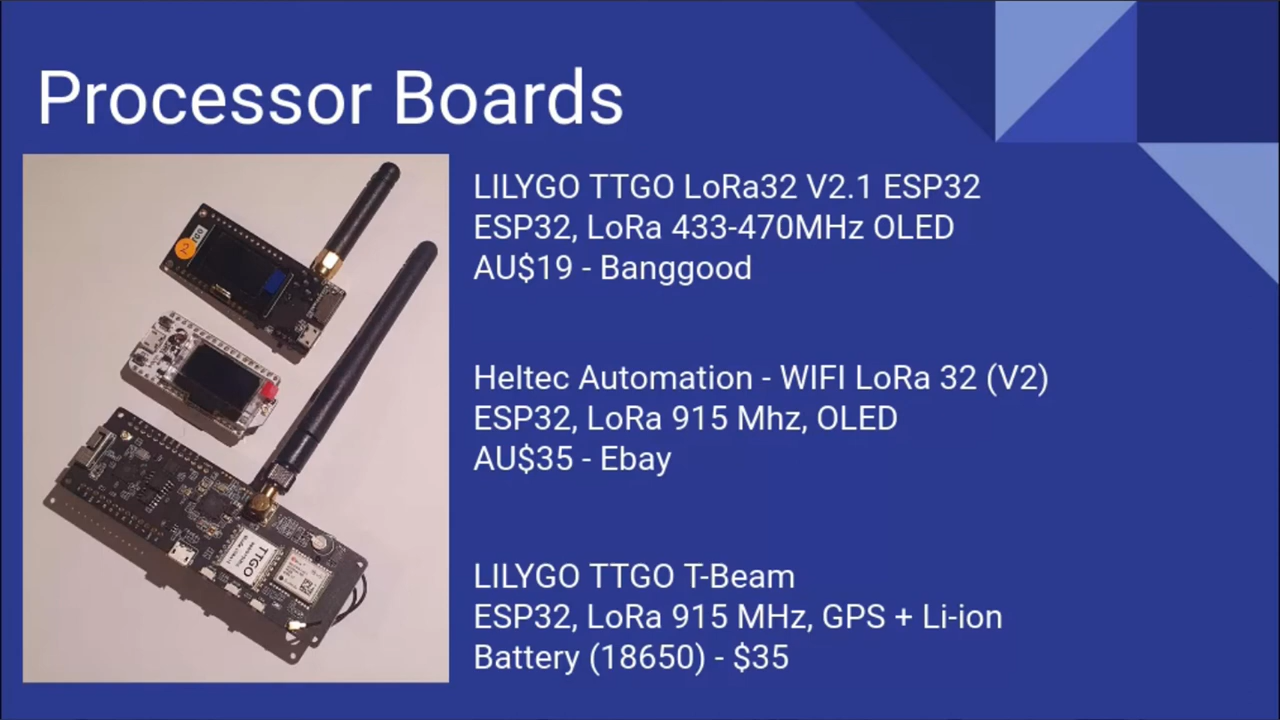 Processor Boards
LILYGO TTGO LoRa32 V2.1 ESP32
ESP32, LoRa 433-470MHz OLED
AU$19 - Banggood
Heltec Automation - WIFI LoRa 32 (V2)
ESP32, LoRa 915 Mhz, OLED
AU$35 - Ebay
LILYGO TTGO T-Beam
ESP32, LoRa 915 MHz, GPS + Li-ion
Battery (18650) - $35
2
TTGO